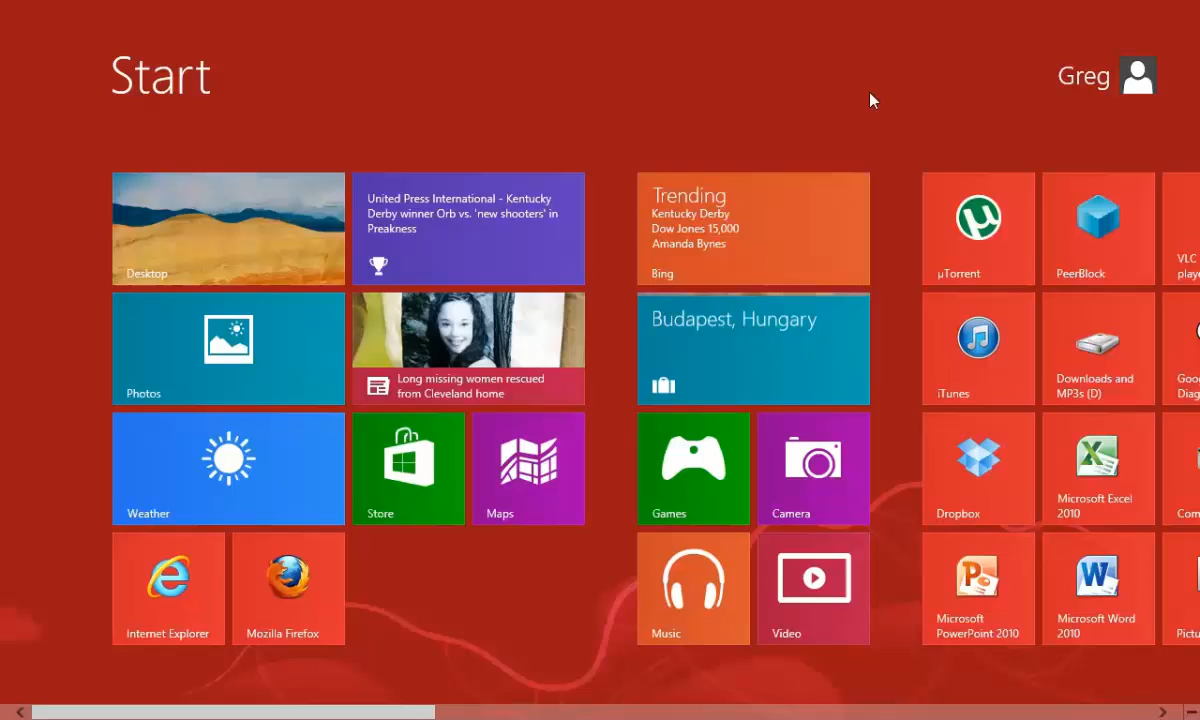 Start
Greg
Desktop
United Press International - Kentucky
Derby winner Orb vs. 'new shooters' in
Preakness
Photos
Long missing women rescued
from Cleveland home
Weather
Store
Maps
Internet Explorer
Mozilla Firefox
Trending
Kentucky Derby
Dow Jones 15,000
Amanda Bynes
Bing
Budapest, Hungary
Games
Camera
Music
Video
µTorrent
PeerBlock
VLC
iTunes
Downloads and
MP3s (D)
Dropbox
Microsoft Excel
2010
Microsoft
PowerPoint 2010
Microsoft Word
2010